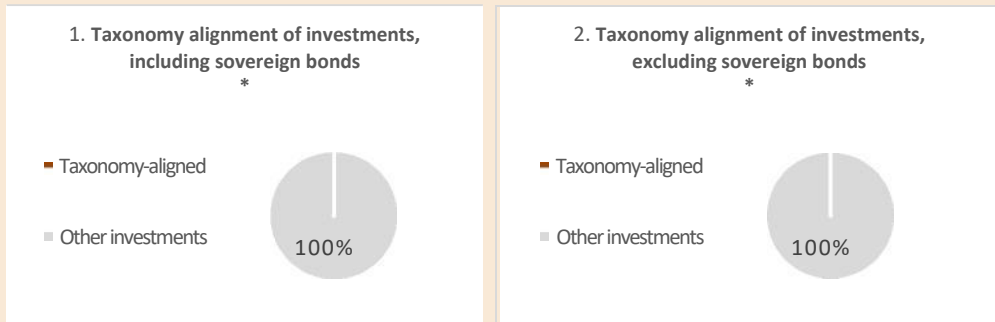 1. Taxonomy alignment of investments,
including sovereign bonds
*
Taxonomy-aligned
Other investments
100%
2. Taxonomy alignment of investments,
excluding sovereign bonds
*
Taxonomy-aligned
Other investments
100%